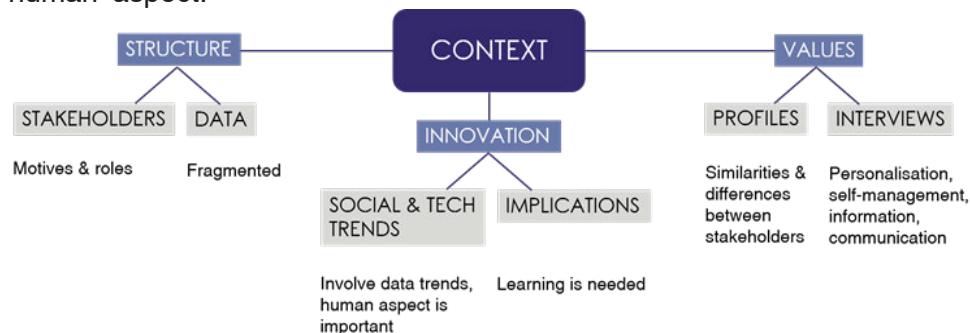 human aspect.
CONTEXT
STRUCTURE
VALUES
STAKEHOLDERS
DATA
Motives & roles
Fragmented
INNOVATION
SOCIAL & TECH
TRENDS
IMPLICATIONS
Involve data trends,
human aspect is
important
Learning is needed
PROFILES
INTERVIEWS
Similarities &
differences
between
stakeholders
Personalisation,
self-management,
information,
communication